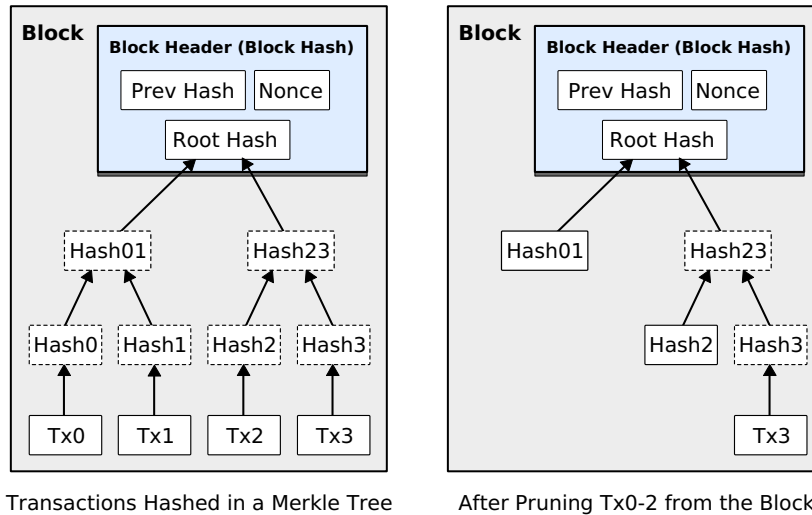 Block
Block Header (Block Hash)
Prev Hash Nonce
Root Hash
Hash01 Hash23
Hash0 Hash1 Hash2 Hash3
Tx0 Tx1 Tx2 Tx3
Transactions Hashed in a Merkle Tree
Block
Block Header (Block Hash)
Prev Hash Nonce
Root Hash
Hash01 Hash23
Hash2 Hash3
Tx3
After Pruning Tx0-2 from the Block